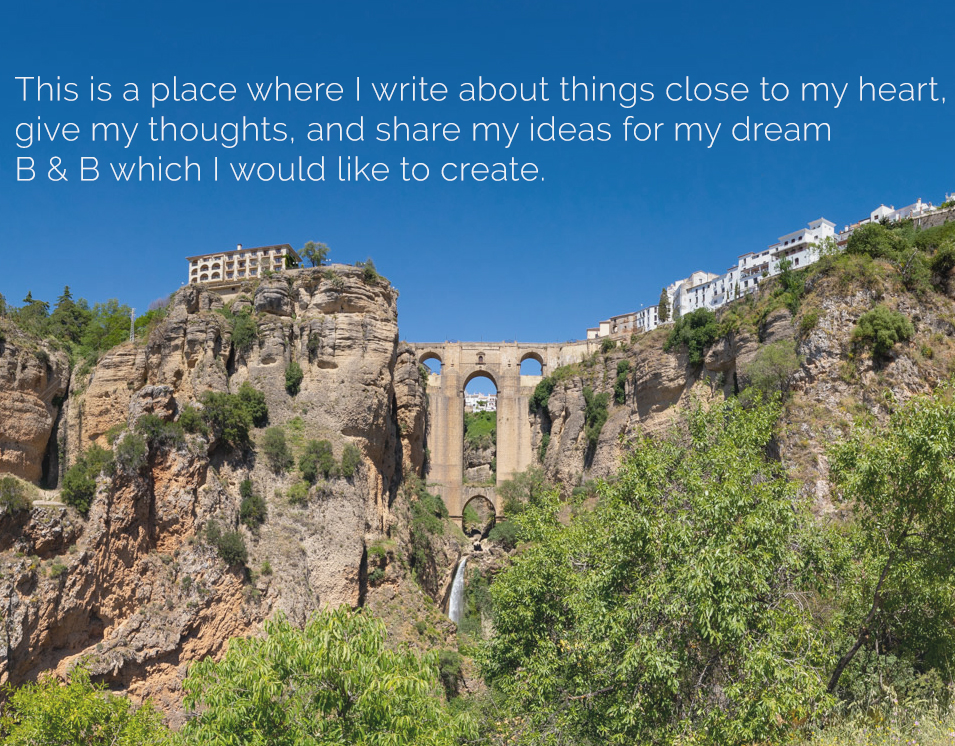 This is a place where I write about things close to my heart,
give my thoughts, and share my ideas for my dream
B & B which I would like to create.